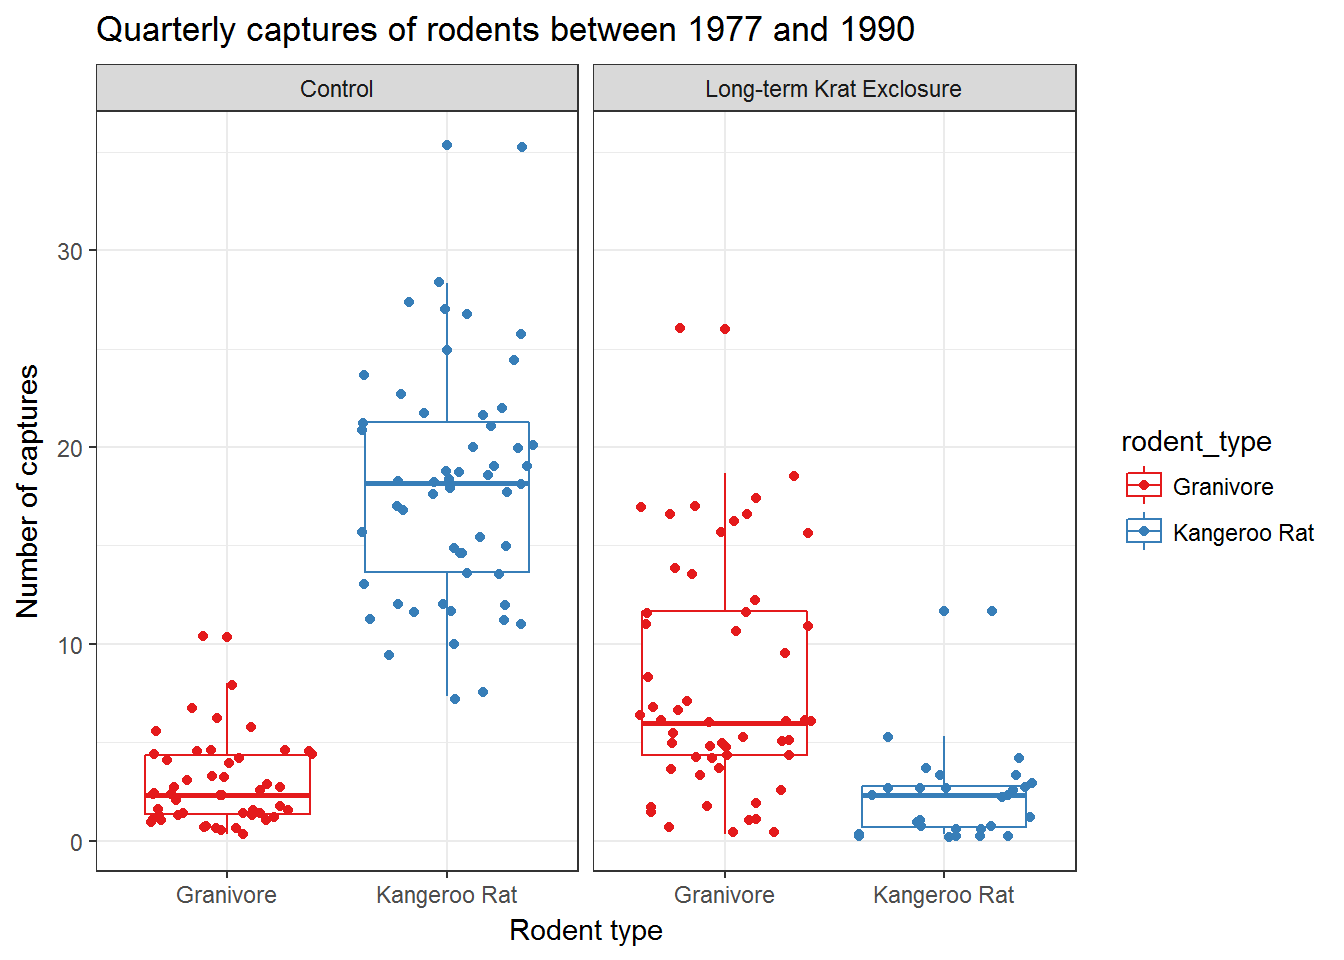 Quarterly captures of rodents between 1977 and 1990
Control
Long-term Krat Exclosure
Number of captures
30
20
10
0
Granivore
Kangeroo Rat
Granivore
Kangeroo Rat
Rodent type
rodent_type
Granivore
Kangeroo Rat